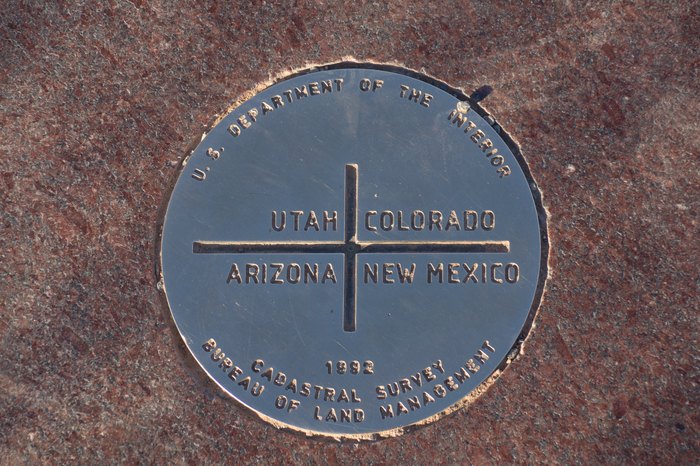 U.S. DEPARTMENT OF THE INTERIOR
UTAH COLORADO
ARIZONA NEW MEXICO
1992
CADASTRAL SURVEY
BUREAU OF LAND MANAGEMENT